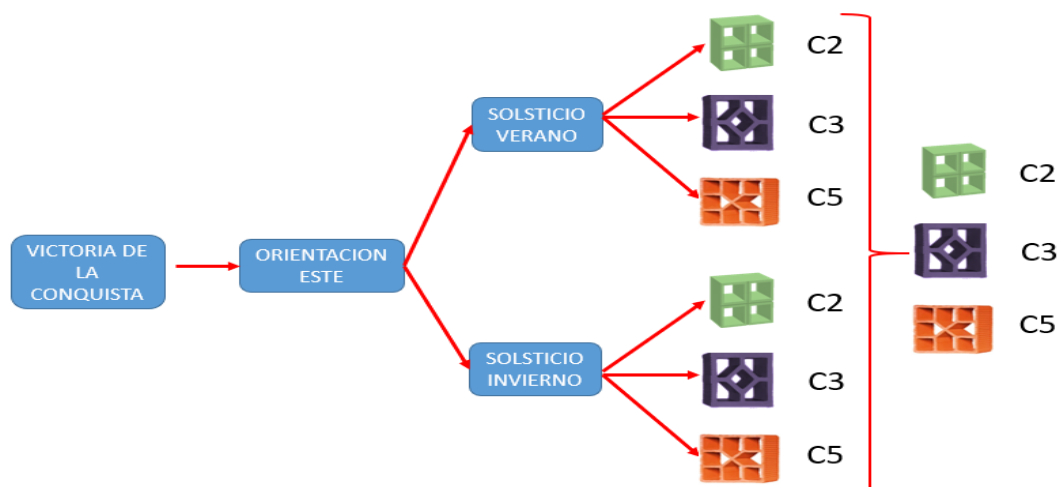 VICTORIA DE
LA
CONQUISTA
ORIENTACION
ESTE
SOLSTICIO
VERANO
C2
C3
C5
SOLSTICIO
INVIERNO
C2
C3
C5
C2
C3
C5